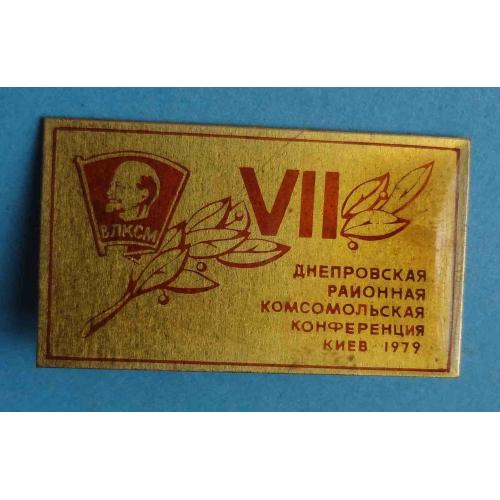 ВЛКСМ
VII
ДНЕПРОВСКАЯ
РАЙОННАЯ
КОМСОМОЛЬСКАЯ
КОНФЕРЕНЦИЯ
КИЕВ 1979